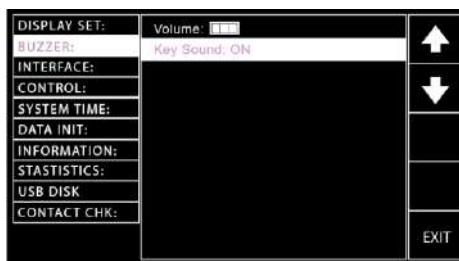 DISPLAY SET:
BUZZER:
INTERFACE:
CONTROL:
SYSTEM TIME:
DATA INIT:
INFORMATION:
STASTISTICS:
USB DISK
CONTACT CHK:
Volume:
Key Sound: ON
EXIT